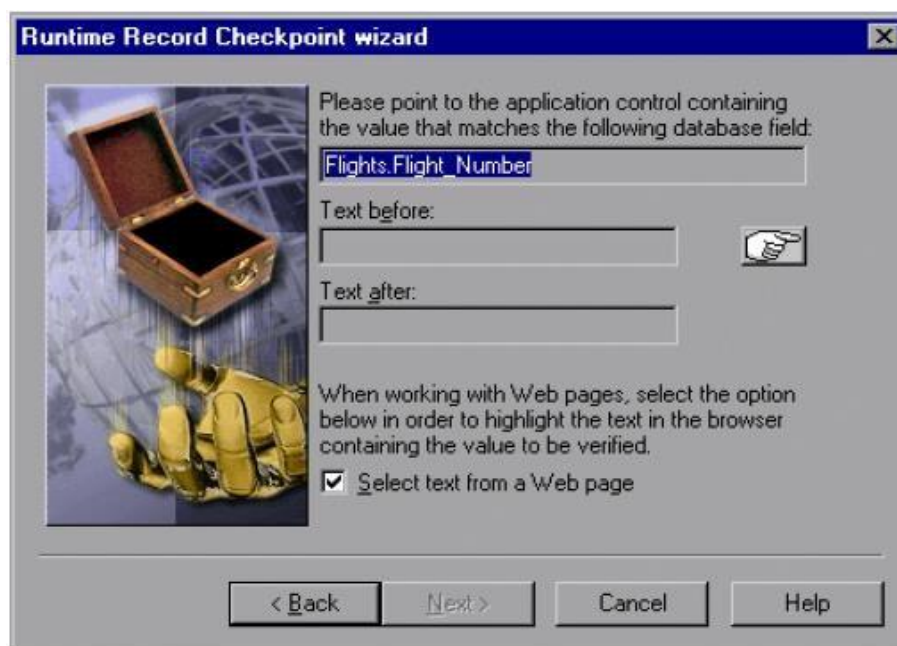 Runtime Record Checkpoint wizard
Please point to the application control containing
the value that matches the following database field:
Flights.Flight_Number
Text before:
Text after:
When working with Web pages, select the option
below in order to highlight the text in the browser
containing the value to be verified.
Select text from a Web page
< Back
Next >
Cancel
Help